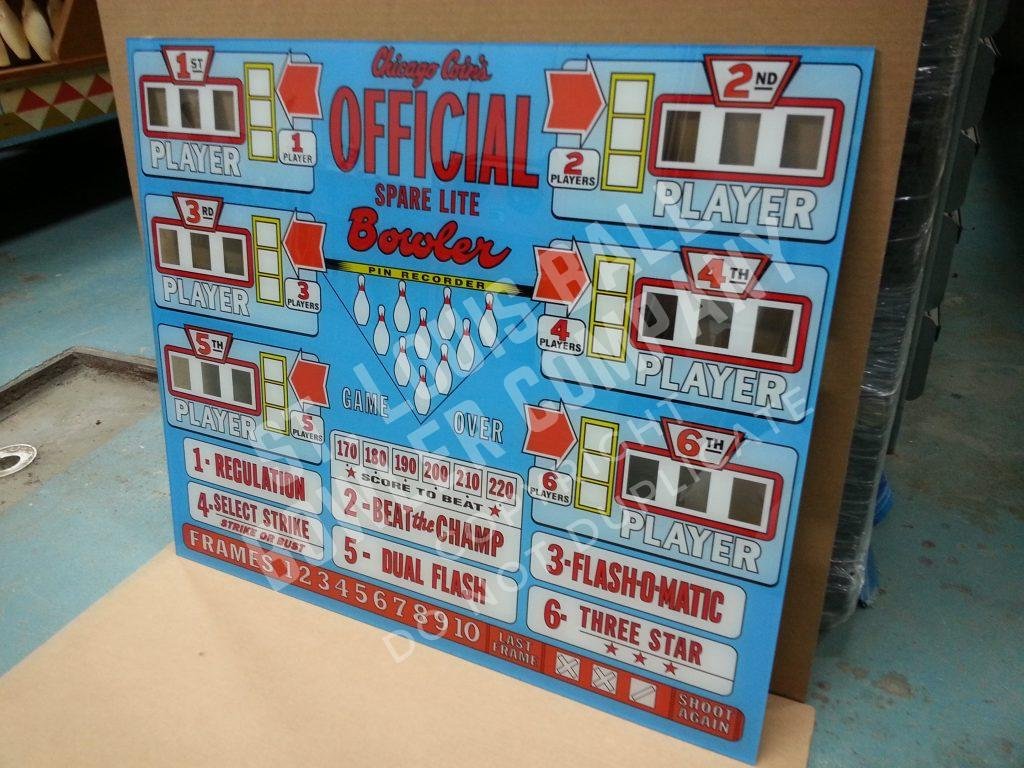 Chicago Coin's
OFFICIAL
SPARE LITE
Bowler
PIN RECORDER
1ST
PLAYER
1
PLAYER
2ND
PLAYER
2
PLAYERS
3RD
PLAYER
3
PLAYERS
4TH
PLAYER
4
PLAYERS
5TH
PLAYER
5
PLAYERS
6TH
PLAYER
6
PLAYERS
GAME OVER
170 180 190 200 210 220
★ SCORE TO BEAT ★
1- REGULATION
2- BEAT the CHAMP
3-FLASH-O-MATIC
4-SELECT STRIKE
STRIKE OR BUST
5- DUAL FLASH
6- THREE STAR
★ ★ ★
FRAMES 1 2 3 4 5 6 7 8 9 10
LAST
FRAME
SHOOT
AGAIN
COPYRIGHT
DO NOT DUPLICATE